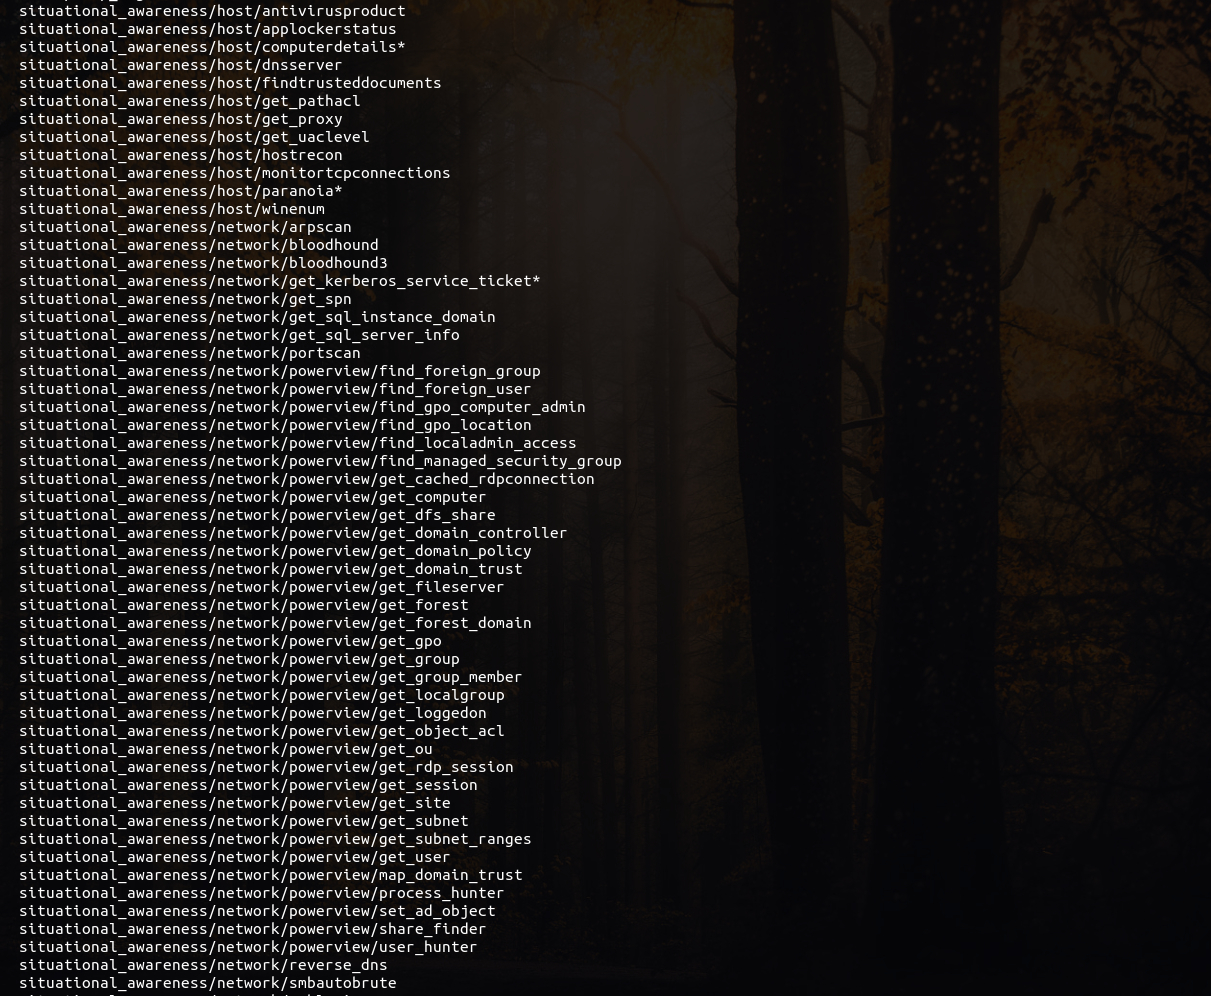 situational_awareness/host/antivirusproduct
situational_awareness/host/applockerstatus
situational_awareness/host/computerdetails*
situational_awareness/host/dnsserver
situational_awareness/host/findtrusteddocuments
situational_awareness/host/get_pathacl
situational_awareness/host/get_proxy
situational_awareness/host/get_uaclevel
situational_awareness/host/hostrecon
situational_awareness/host/monitortcpconnections
situational_awareness/host/paranoia*
situational_awareness/host/winenum
situational_awareness/network/arpscan
situational_awareness/network/bloodhound
situational_awareness/network/bloodhound3
situational_awareness/network/get_kerberos_service_ticket*
situational_awareness/network/get_spn
situational_awareness/network/get_sql_instance_domain
situational_awareness/network/get_sql_server_info
situational_awareness/network/portscan
situational_awareness/network/powerview/find_foreign_group
situational_awareness/network/powerview/find_foreign_user
situational_awareness/network/powerview/find_gpo_computer_admin
situational_awareness/network/powerview/find_gpo_location
situational_awareness/network/powerview/find_localadmin_access
situational_awareness/network/powerview/find_managed_security_group
situational_awareness/network/powerview/get_cached_rdpconnection
situational_awareness/network/powerview/get_computer
situational_awareness/network/powerview/get_dfs_share
situational_awareness/network/powerview/get_domain_controller
situational_awareness/network/powerview/get_domain_policy
situational_awareness/network/powerview/get_domain_trust
situational_awareness/network/powerview/get_fileserver
situational_awareness/network/powerview/get_forest
situational_awareness/network/powerview/get_forest_domain
situational_awareness/network/powerview/get_gpo
situational_awareness/network/powerview/get_group
situational_awareness/network/powerview/get_group_member
situational_awareness/network/powerview/get_localgroup
situational_awareness/network/powerview/get_loggedon
situational_awareness/network/powerview/get_object_acl
situational_awareness/network/powerview/get_ou
situational_awareness/network/powerview/get_rdp_session
situational_awareness/network/powerview/get_session
situational_awareness/network/powerview/get_site
situational_awareness/network/powerview/get_subnet
situational_awareness/network/powerview/get_subnet_ranges
situational_awareness/network/powerview/get_user
situational_awareness/network/powerview/map_domain_trust
situational_awareness/network/powerview/process_hunter
situational_awareness/network/powerview/set_ad_object
situational_awareness/network/powerview/share_finder
situational_awareness/network/powerview/user_hunter
situational_awareness/network/reverse_dns
situational_awareness/network/smbautobrute